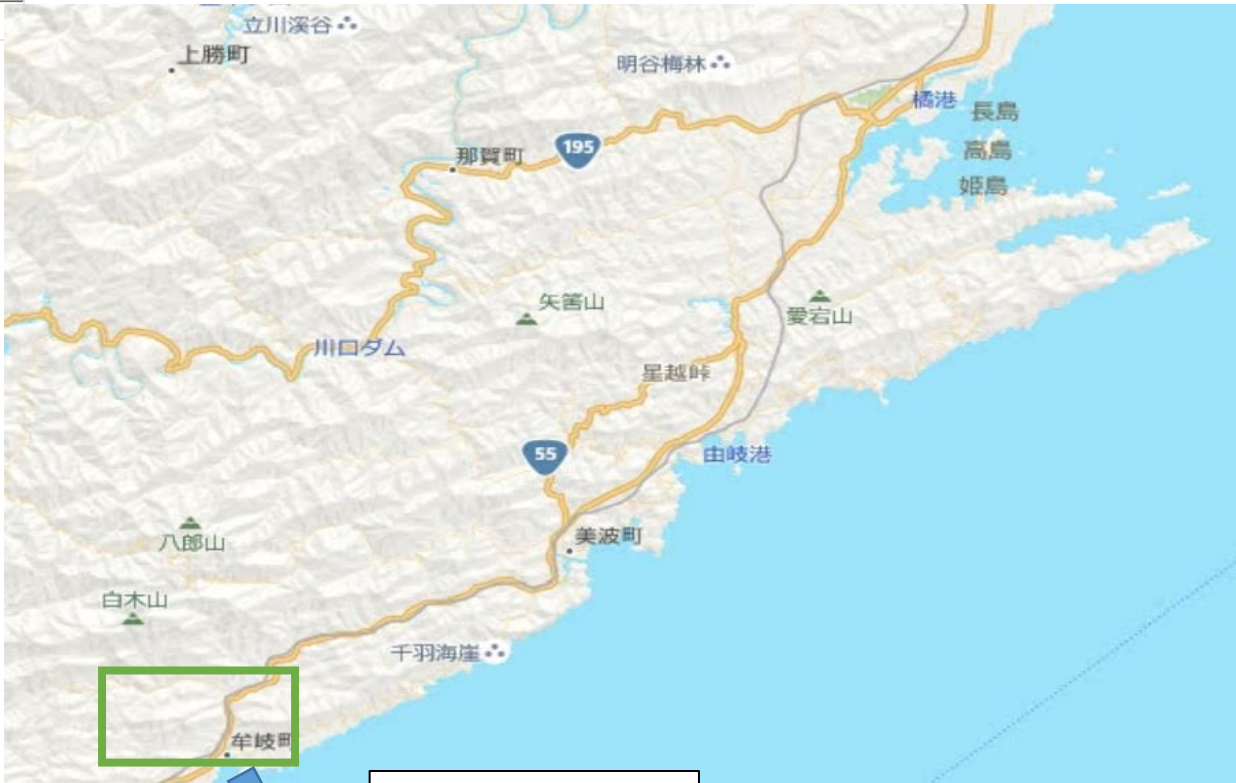 立川渓谷
上勝町
明谷梅林
橘港
長島
高島
姫島
195
那賀町
矢筈山
愛宕山
川口ダム
星越峠
55
由岐港
美波町
八郎山
白木山
千羽海崖
牟岐町